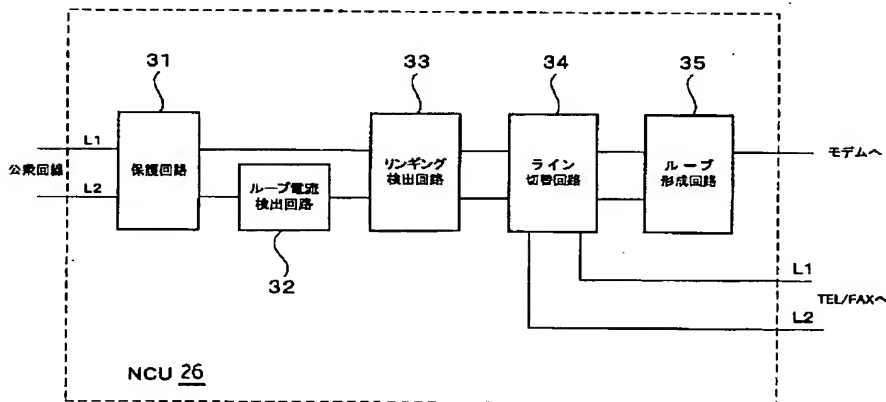 31
33
34
35
L1
公衆回線
L2
保護回路
ループ電流
検出回路
32
リンギング
検出回路
ライン
切替回路
ループ
形成回路
モデムへ
L1
TEL/FAXへ
L2
NCU 26